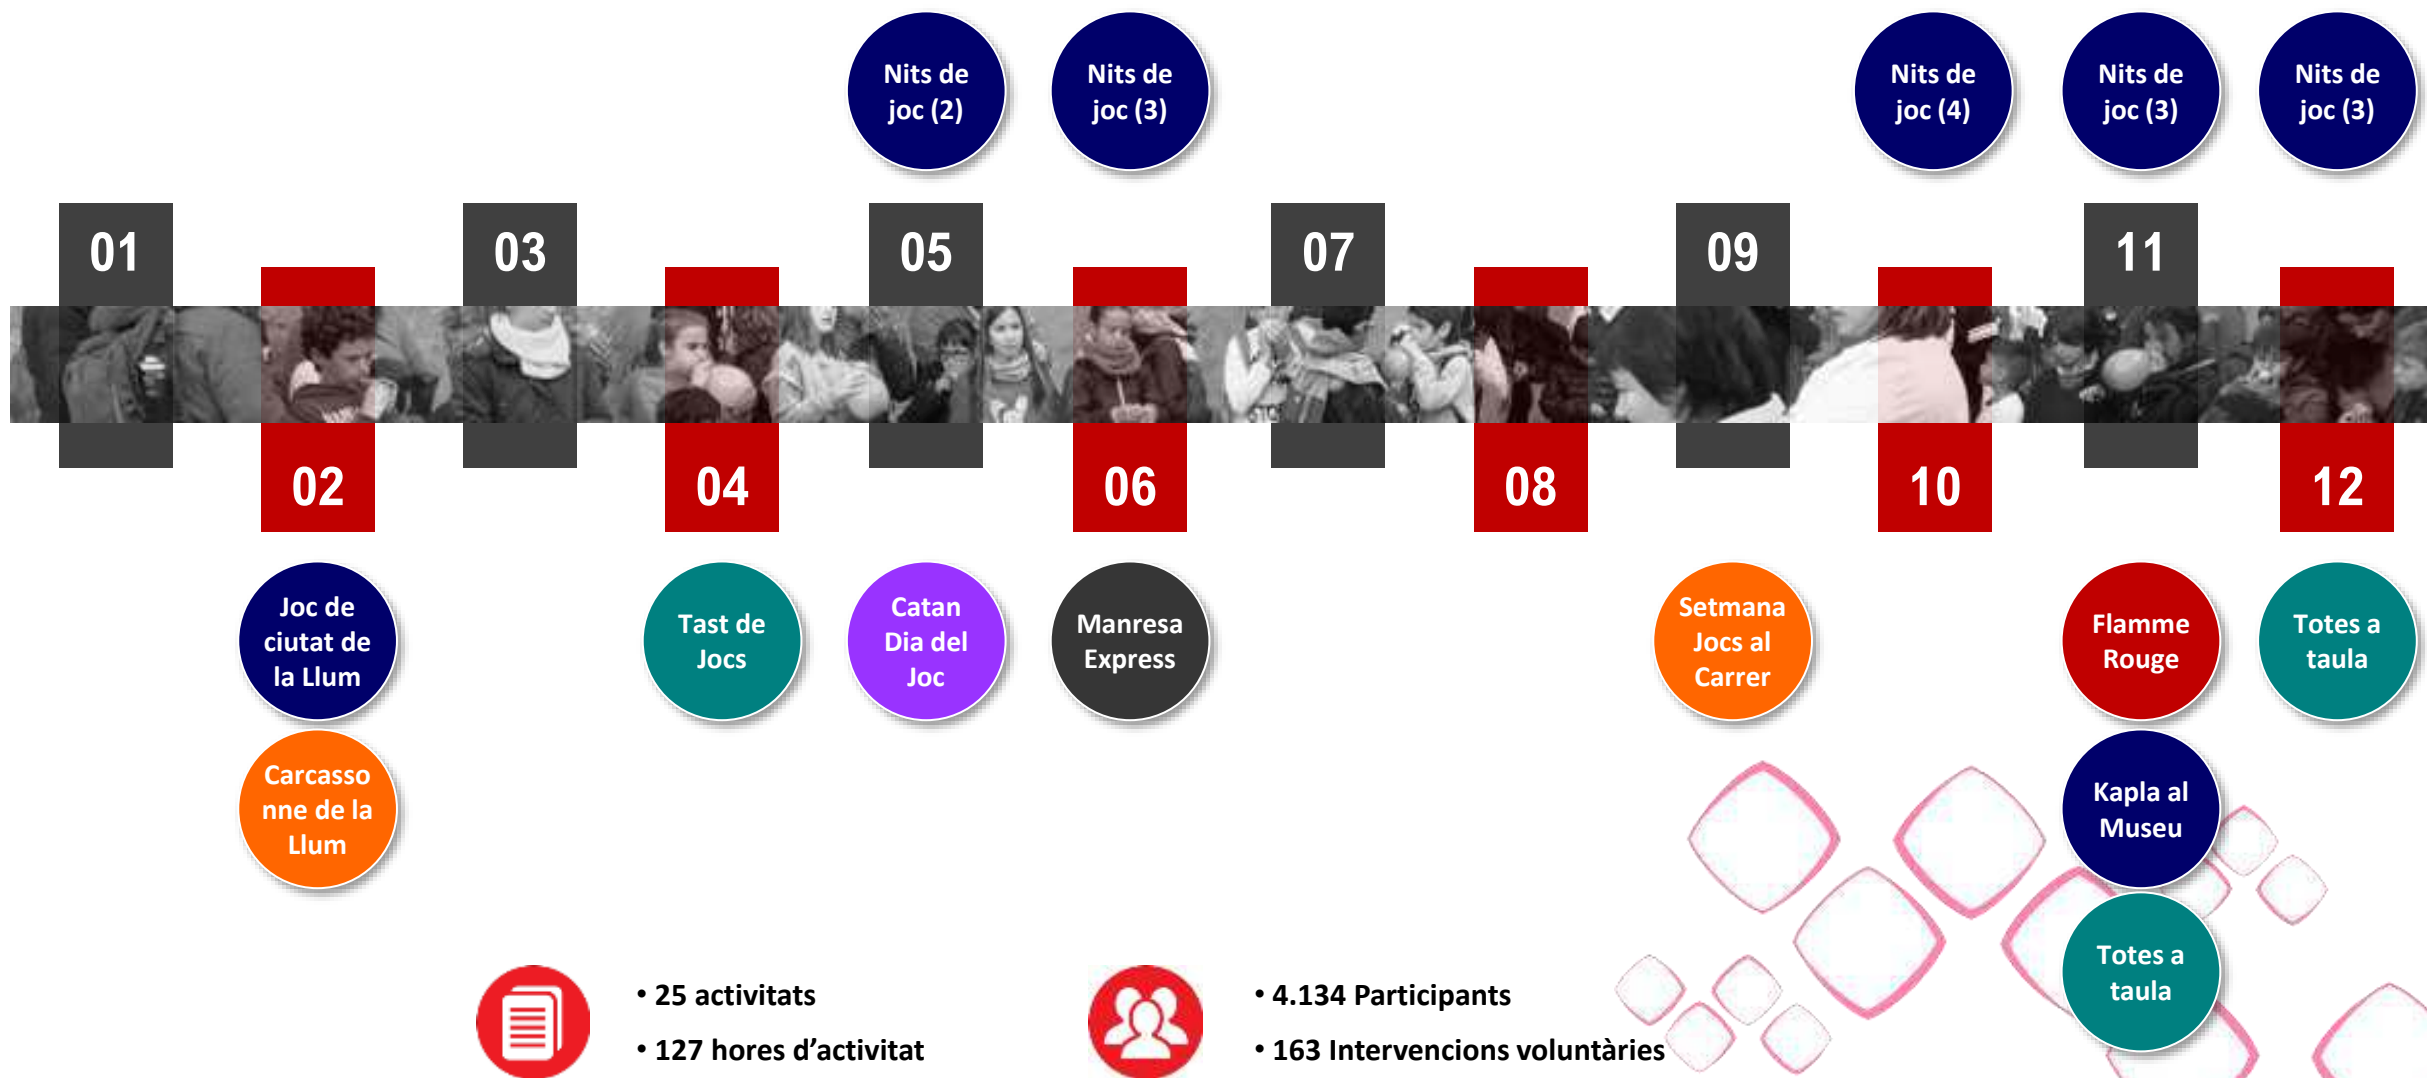 Nits de
joc (2)
Nits de
joc (3)
Nits de
joc (4)
Nits de
joc (3)
Nits de
joc (3)
01
03
05
07
09
11
02
04
06
08
10
12
Joc de
ciutat de
la Llum
Tast de
Jocs
Catan
Dia del
Joc
Manresa
Express
Setmana
Jocs al
Carrer
Flamme
Rouge
Totes a
taula
Carcasso
nne de la
Llum
Kapla al
Museu
Totes a
taula
• 25 activitats
• 127 hores d’activitat
• 4.134 Participants
• 163 Intervencions voluntàries